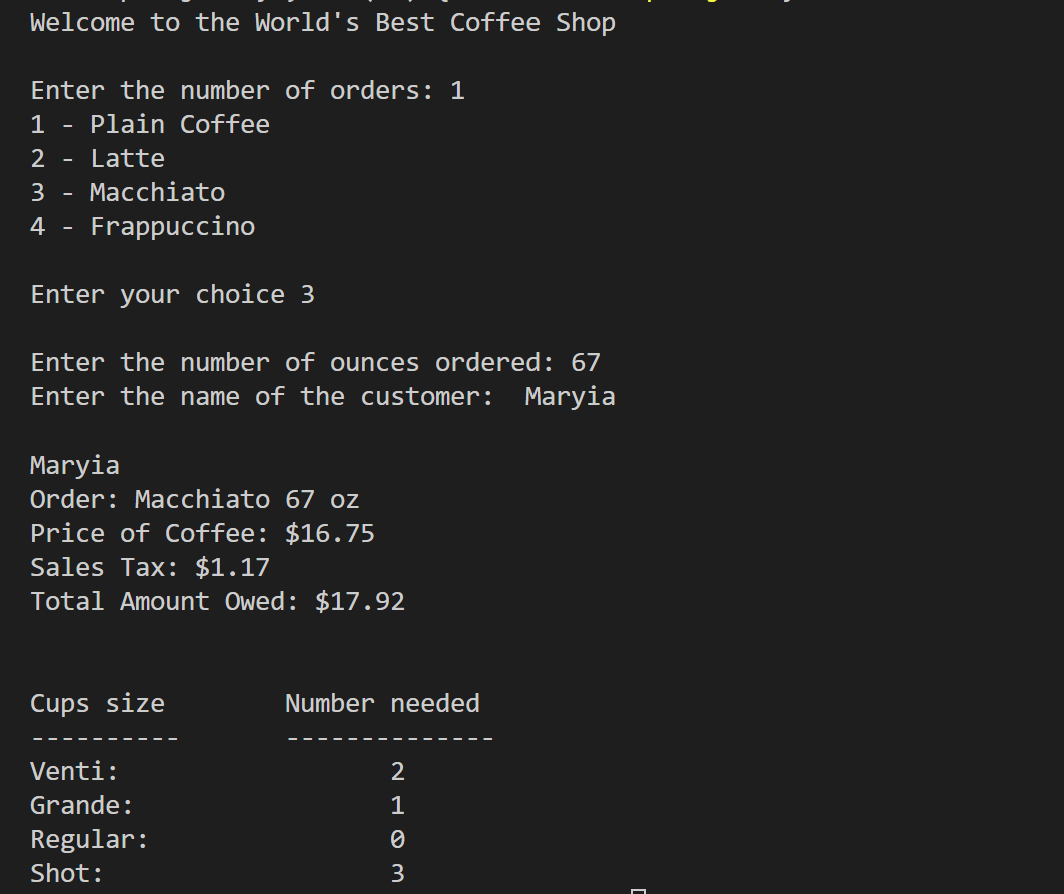 Welcome to the World's Best Coffee Shop
Enter the number of orders: 1
1 - Plain Coffee
2 - Latte
3 - Macchiato
4 - Frappuccino
Enter your choice 3
Enter the number of ounces ordered: 67
Enter the name of the customer:  Maryia
Maryia
Order: Macchiato 67 oz
Price of Coffee: $16.75
Sales Tax: $1.17
Total Amount Owed: $17.92
Cups size        Number needed
----------       --------------
Venti:                  2
Grande:                 1
Regular:                0
Shot:                   3